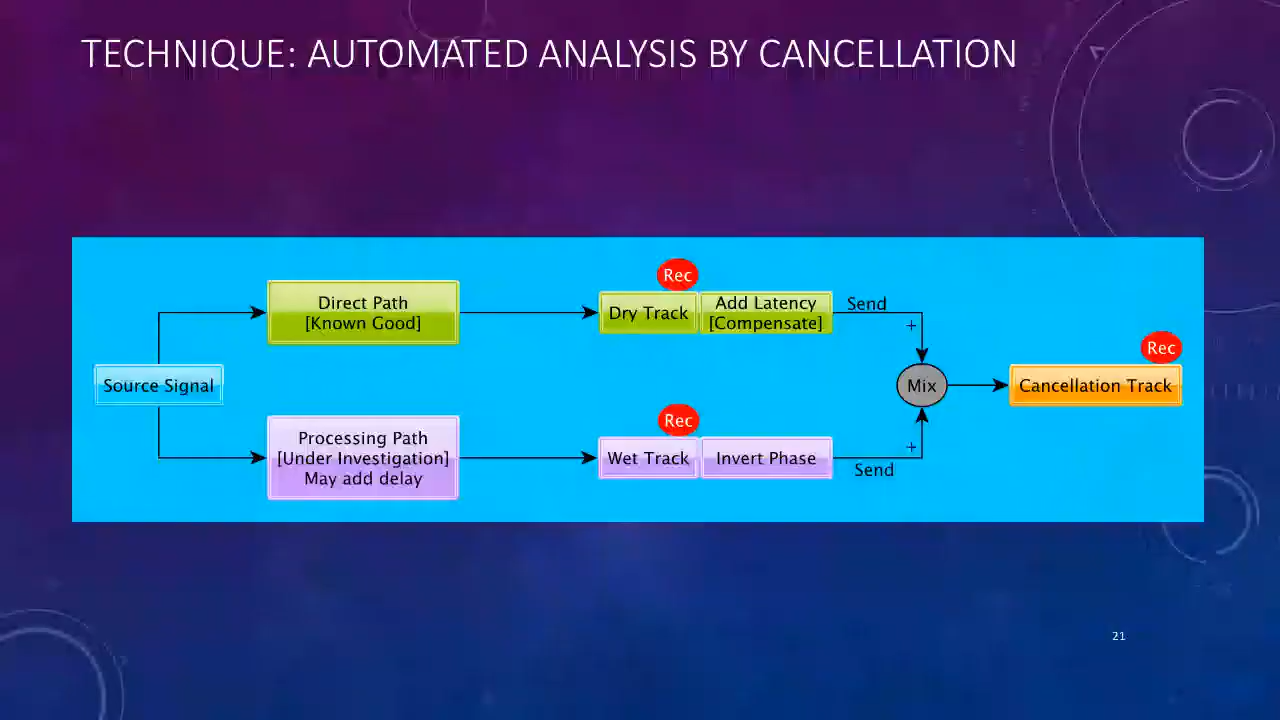 TECHNIQUE: AUTOMATED ANALYSIS BY CANCELLATION
Source Signal
Direct Path
[Known Good]
Processing Path
[Under Investigation]
May add delay
Rec
Dry Track
Add Latency
[Compensate]
Send
+
Rec
Wet Track
Invert Phase
Send
+
Mix
Rec
Cancellation Track
21